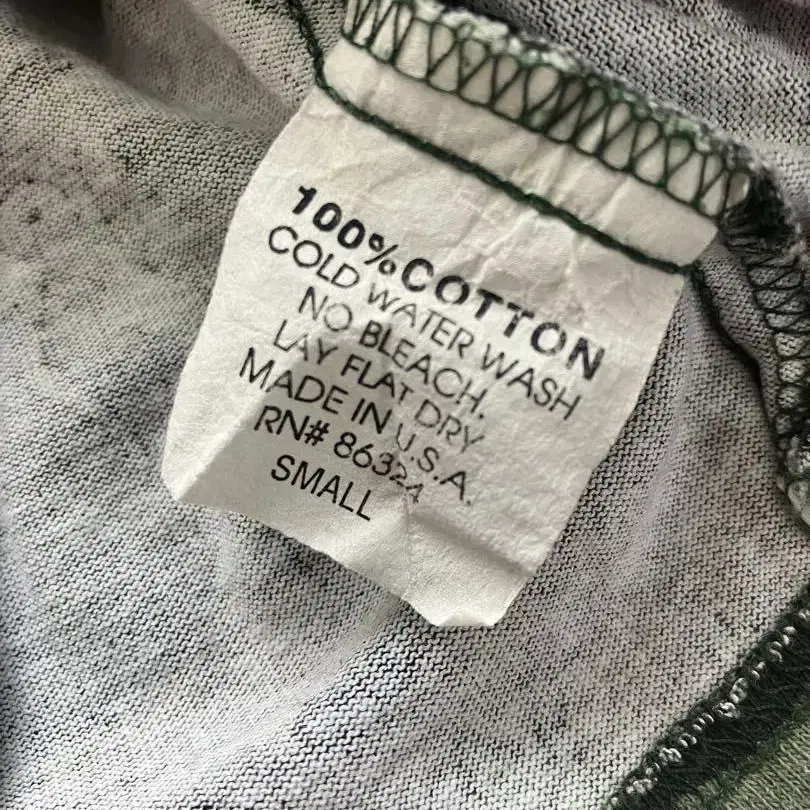 100% COTTON
COLD WATER WASH
NO BLEACH.
LAY FLAT DRY
MADE IN U.S.A.
RN# 86324
SMALL